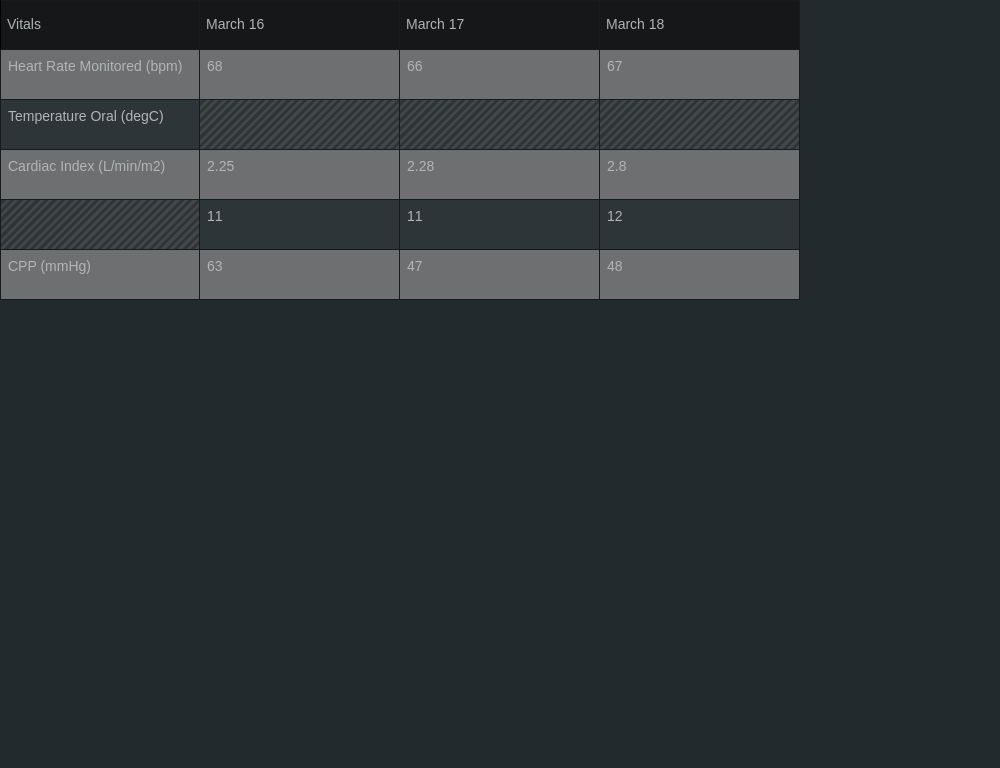 Vitals March 16 March 17 March 18
Heart Rate Monitored (bpm) 68 66 67
Temperature Oral (degC)
Cardiac Index (L/min/m2) 2.25 2.28 2.8
11 11 12
CPP (mmHg) 63 47 48